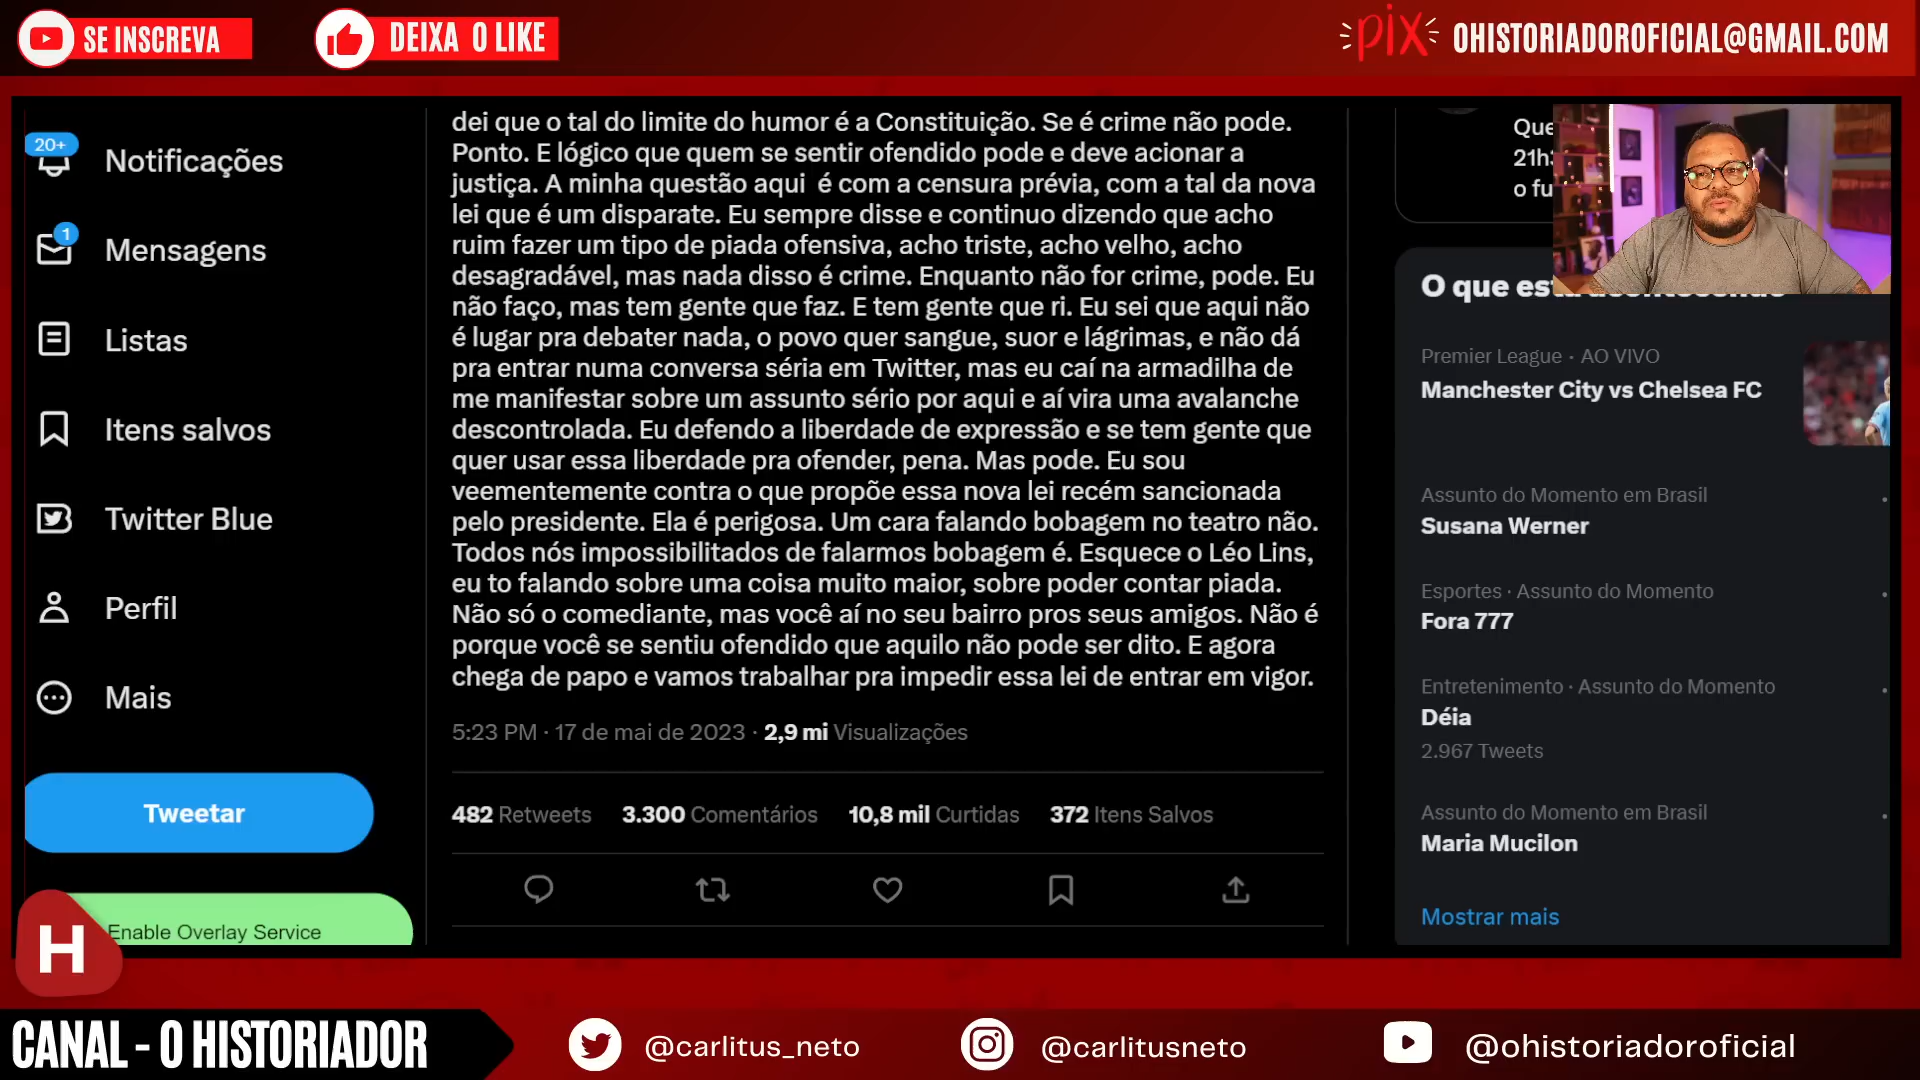 SE INSCREVA
DEIXA O LIKE
PIX OHISTORIADOROFICIAL@GMAIL.COM
20+
Notificações
1
Mensagens
Listas
Itens salvos
Twitter Blue
Perfil
Mais
Tweetar
Enable Overlay Service
H
dei que o tal do limite do humor é a Constituição. Se é crime não pode.
Ponto. E lógico que quem se sentir ofendido pode e deve acionar a
justiça. A minha questão aqui  é com a censura prévia, com a tal da nova
lei que é um disparate. Eu sempre disse e continuo dizendo que acho
ruim fazer um tipo de piada ofensiva, acho triste, acho velho, acho
desagradável, mas nada disso é crime. Enquanto não for crime, pode. Eu
não faço, mas tem gente que faz. E tem gente que ri. Eu sei que aqui não
é lugar pra debater nada, o povo quer sangue, suor e lágrimas, e não dá
pra entrar numa conversa séria em Twitter, mas eu caí na armadilha de
me manifestar sobre um assunto sério por aqui e aí vira uma avalanche
descontrolada. Eu defendo a liberdade de expressão e se tem gente que
quer usar essa liberdade pra ofender, pena. Mas pode. Eu sou
veementemente contra o que propõe essa nova lei recém sancionada
pelo presidente. Ela é perigosa. Um cara falando bobagem no teatro não.
Todos nós impossibilitados de falarmos bobagem é. Esquece o Léo Lins,
eu to falando sobre uma coisa muito maior, sobre poder contar piada.
Não só o comediante, mas você aí no seu bairro pros seus amigos. Não é
porque você se sentiu ofendido que aquilo não pode ser dito. E agora
chega de papo e vamos trabalhar pra impedir essa lei de entrar em vigor.
5:23 PM · 17 de mai de 2023 · 2,9 mi Visualizações
482 Retweets 3.300 Comentários 10,8 mil Curtidas 372 Itens Salvos
Que
21h
o fu
O que
Premier League · AO VIVO
Manchester City vs Chelsea FC
Assunto do Momento em Brasil
Susana Werner
Esportes · Assunto do Momento
Fora 777
Entretenimento · Assunto do Momento
Déia
2.967 Tweets
Assunto do Momento em Brasil
Maria Mucilon
Mostrar mais
CANAL - O HISTORIADOR
@carlitus_neto
@carlitusneto
@ohistoriadoroficial